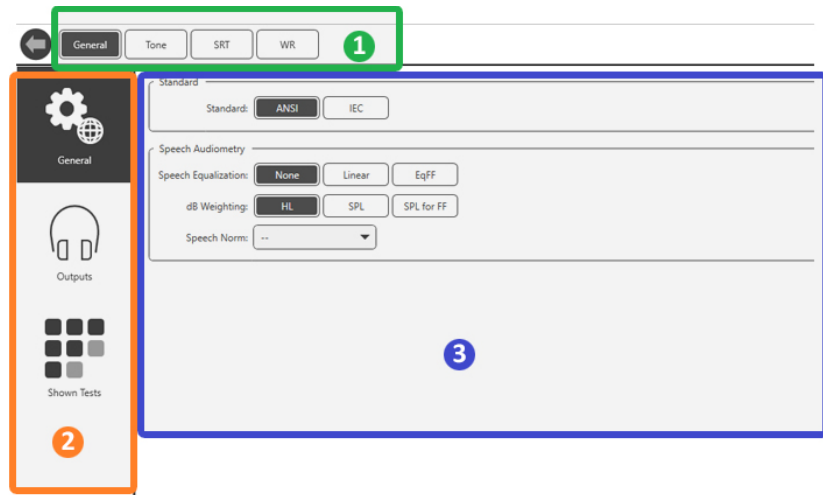 General Tone SRT WR 1
Standard
Standard: ANSI IEC
General
Speech Audiometry
Speech Equalization: None Linear EqFF
dB Weighting: HL SPL SPL for FF
Speech Norm: --
Outputs
3
Shown Tests
2